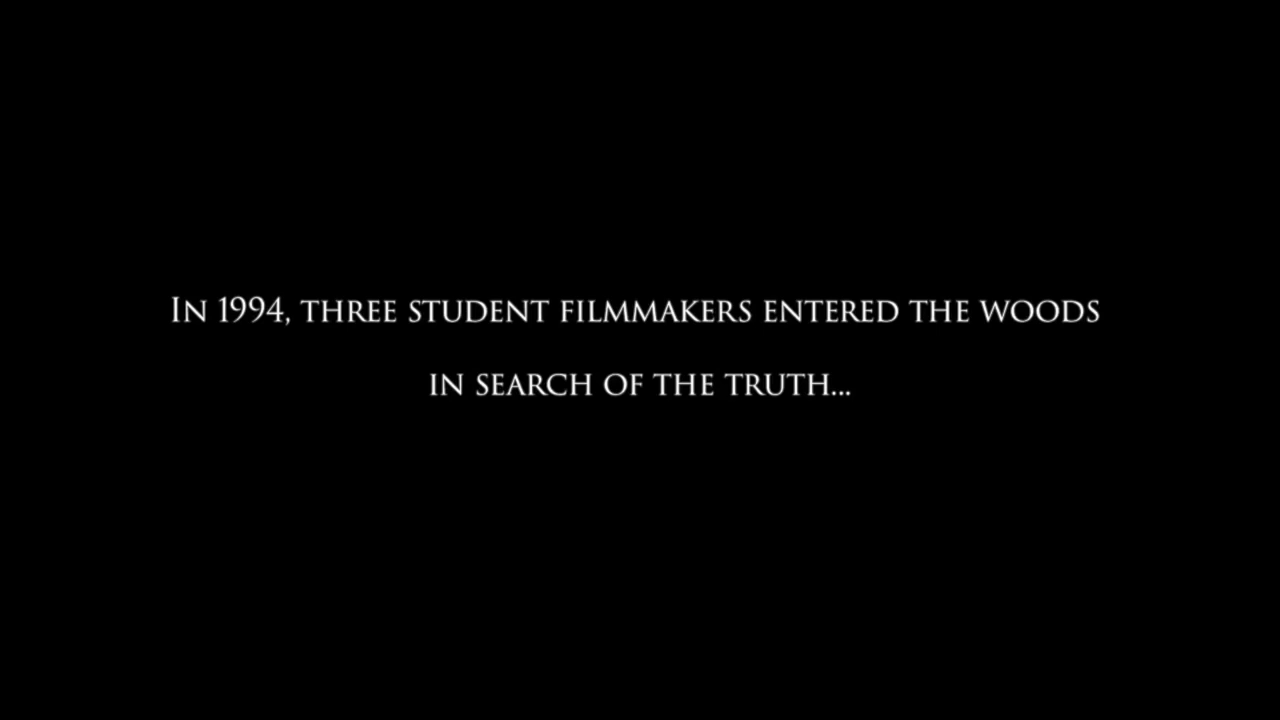 In 1994, three student filmmakers entered the woods
in search of the truth...